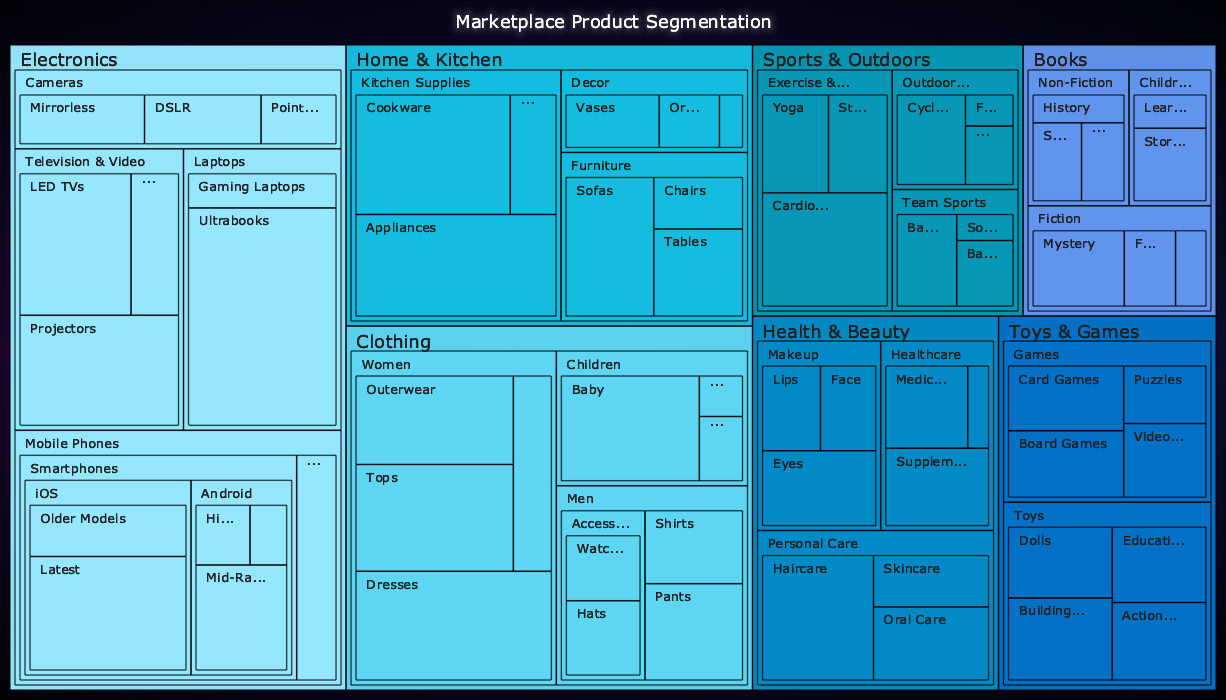 Marketplace Product Segmentation
Electronics
Cameras
Mirrorless
DSLR
Point...
Television & Video
LED TVs
...
Projectors
Laptops
Gaming Laptops
Ultrabooks
Mobile Phones
Smartphones
...
iOS
Older Models
Latest
Android
Hi...
Mid-Ra...
Home & Kitchen
Kitchen Supplies
Cookware
...
Appliances
Decor
Vases
Or...
Furniture
Sofas
Chairs
Tables
Clothing
Women
Outerwear
Tops
Dresses
Children
Baby
...
...
Men
Access...
Watc...
Hats
Shirts
Pants
Sports & Outdoors
Exercise &...
Yoga
St...
Cardio...
Outdoor...
Cycl...
F...
...
Team Sports
Ba...
So...
Ba...
Books
Non-Fiction
History
S...
...
Childr...
Lear...
Stor...
Fiction
Mystery
F...
Health & Beauty
Makeup
Lips
Face
Eyes
Healthcare
Medic...
Supplem...
Personal Care
Haircare
Skincare
Oral Care
Toys & Games
Games
Card Games
Puzzles
Board Games
Video...
Toys
Dolls
Educati...
Building...
Action...